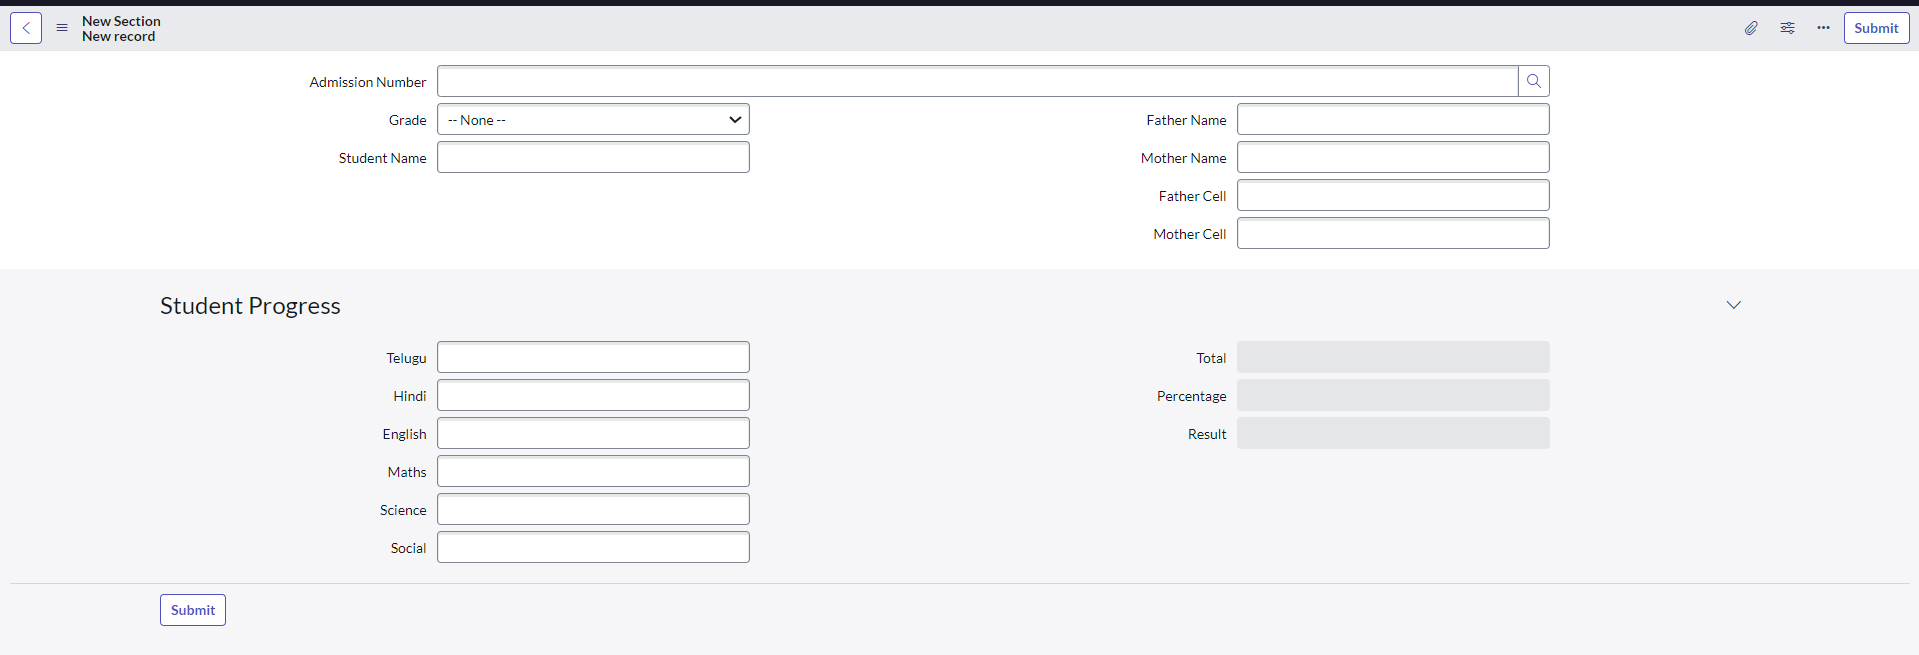 New Section
New record
Submit
Admission Number
Grade
-- None --
Student Name
Father Name
Mother Name
Father Cell
Mother Cell
Student Progress
Telugu
Hindi
English
Maths
Science
Social
Total
Percentage
Result
Submit